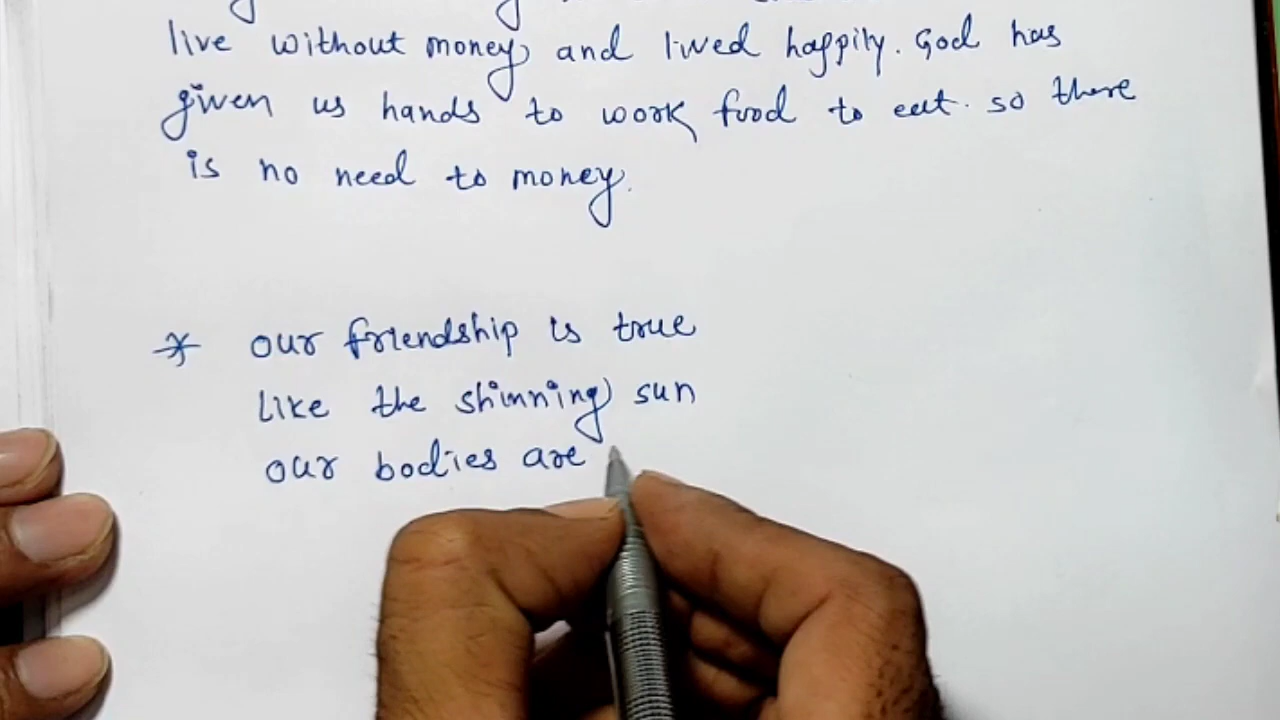 live without money and lived happily. God has
given us hands to work food to eat. so there
is no need to money.
* our friendship is true
like the shinning sun
our bodies are